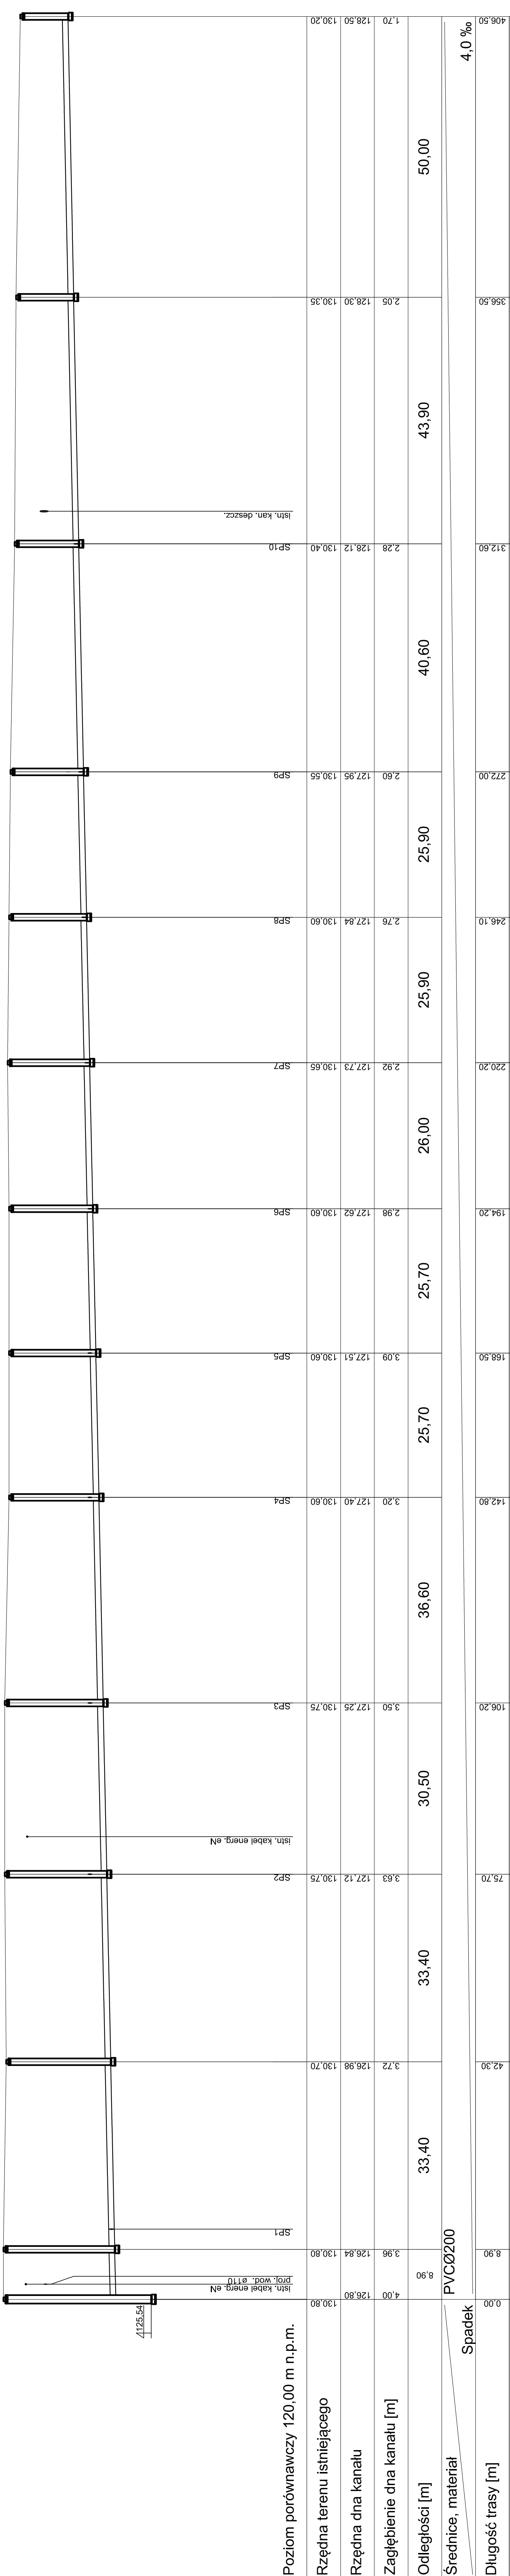 125,54
istn. kabel energ. eN
proj. wod. ø110
SP1
SP2
istn. kabel energ. eN
SP3
SP4
SP5
SP6
SP7
SP8
SP9
SP10
istn. kan. deszcz.
Poziom porównawczy 120,00 m n.p.m.
Rzędna terenu istniejącego
130,80 130,80 130,70 130,75 130,75 130,60 130,60 130,60 130,65 130,60 130,55 130,40 130,35 130,20
Rzędna dna kanału
126,80 126,84 126,98 127,12 127,25 127,40 127,51 127,62 127,73 127,84 127,95 128,12 128,30 128,50
Zagłębienie dna kanału [m]
4,00 3,96 3,72 3,63 3,50 3,20 3,09 2,98 2,92 2,76 2,60 2,28 2,05 1,70
Odległości [m]
8,90 33,40 33,40 30,50 36,60 25,70 25,70 26,00 25,90 25,90 40,60 43,90 50,00
Średnice, materiał
PVCØ200
Spadek
4,0 ‰
Długość trasy [m]
0,00 8,90 42,30 75,70 106,20 142,80 168,50 194,20 220,20 246,10 272,00 312,60 356,50 406,50